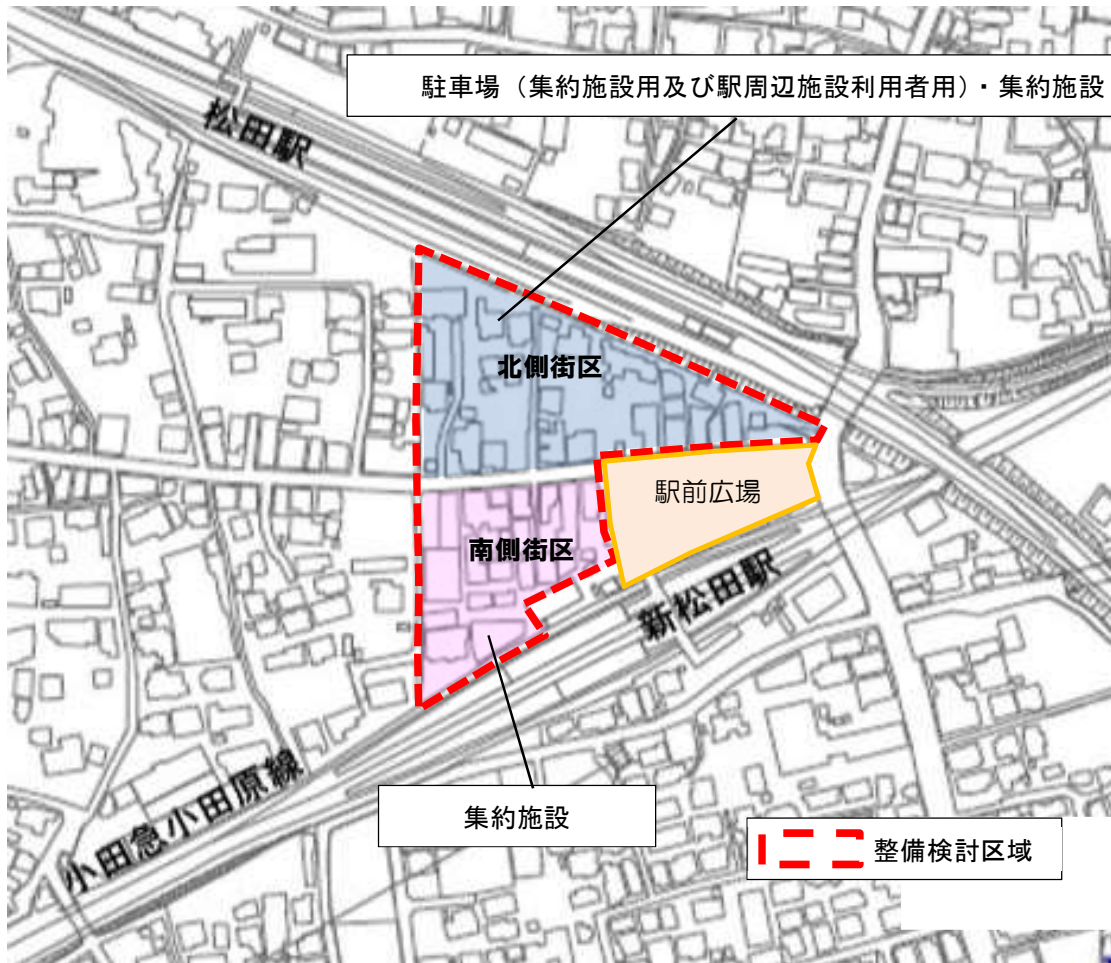 駐車場（集約施設用及び駅周辺施設利用者用）・集約施設
松田駅
北側街区
駅前広場
南側街区
新松田駅
小田急小田原線
集約施設
整備検討区域